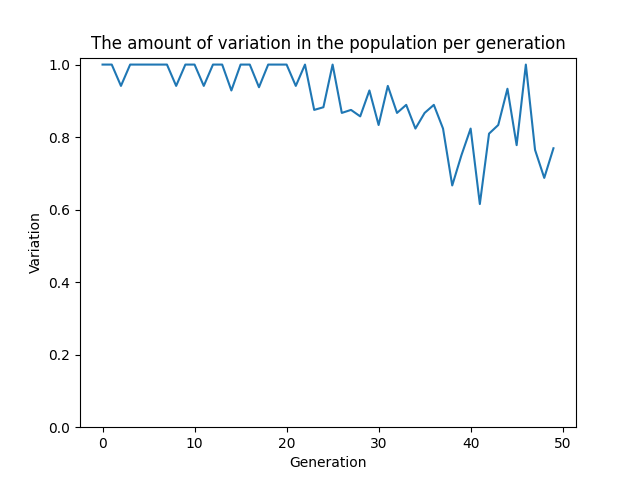 The amount of variation in the population per generation
1.0
0.8
0.6
0.4
0.2
0.0
Variation
0 10 20 30 40 50
Generation